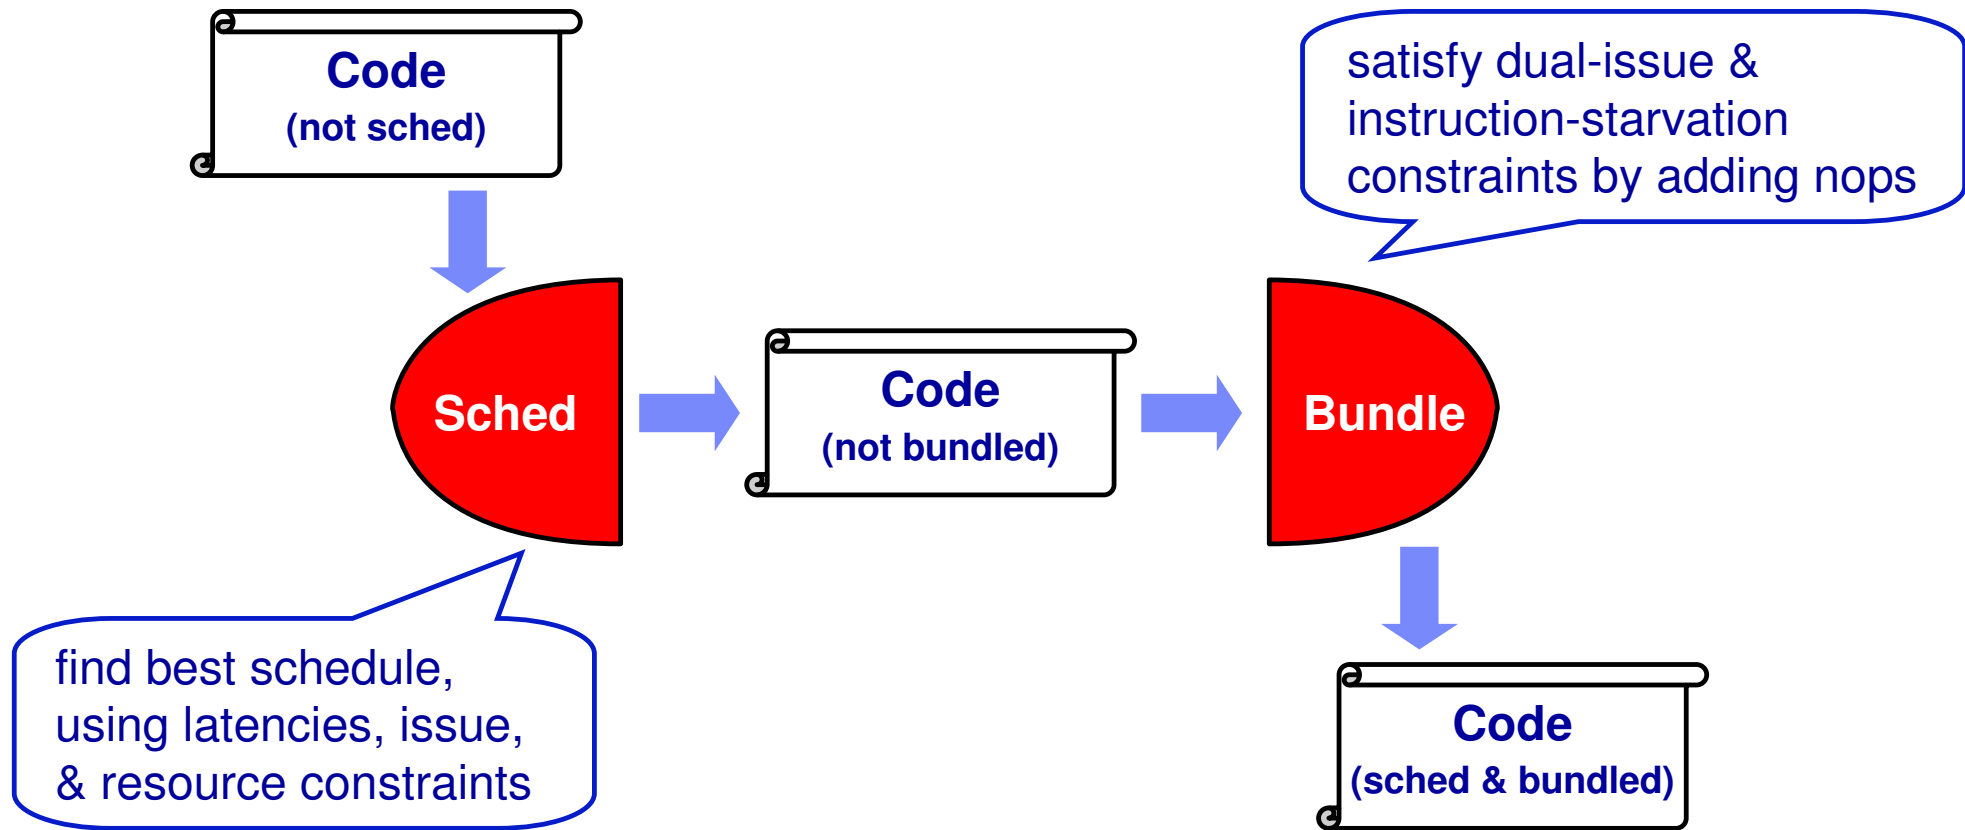 Code
(not sched)
satisfy dual-issue &
instruction-starvation
constraints by adding nops
Sched
Code
(not bundled)
Bundle
find best schedule,
using latencies, issue,
& resource constraints
Code
(sched & bundled)